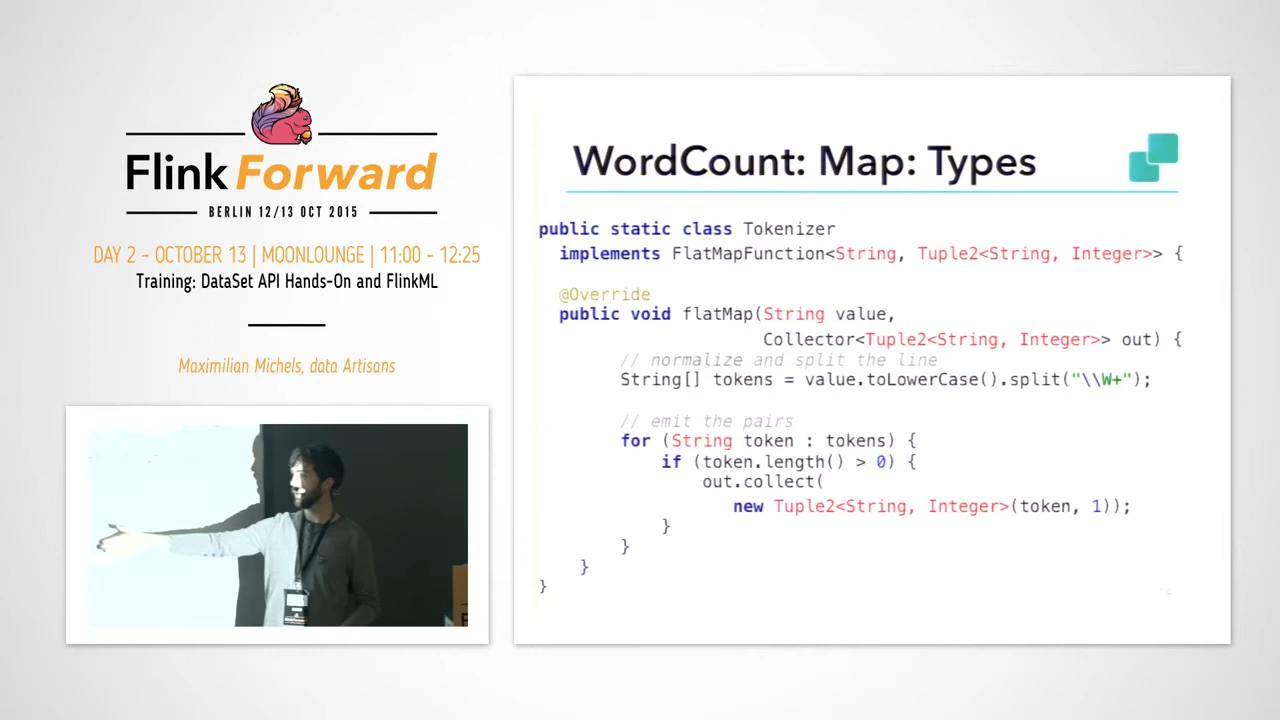 Flink Forward
BERLIN 12/13 OCT 2015
DAY 2 - OCTOBER 13 | MOONLOUNGE | 11:00 - 12:25
Training: DataSet API Hands-On and FlinkML
Maximilian Michels, data Artisans
WordCount: Map: Types
public static class Tokenizer
implements FlatMapFunction<String, Tuple2<String, Integer>> {
@Override
public void flatMap(String value,
Collector<Tuple2<String, Integer>> out) {
// normalize and split the line
String[] tokens = value.toLowerCase().split("\\W+");
// emit the pairs
for (String token : tokens) {
if (token.length() > 0) {
out.collect(
new Tuple2<String, Integer>(token, 1));
}
}
}
}